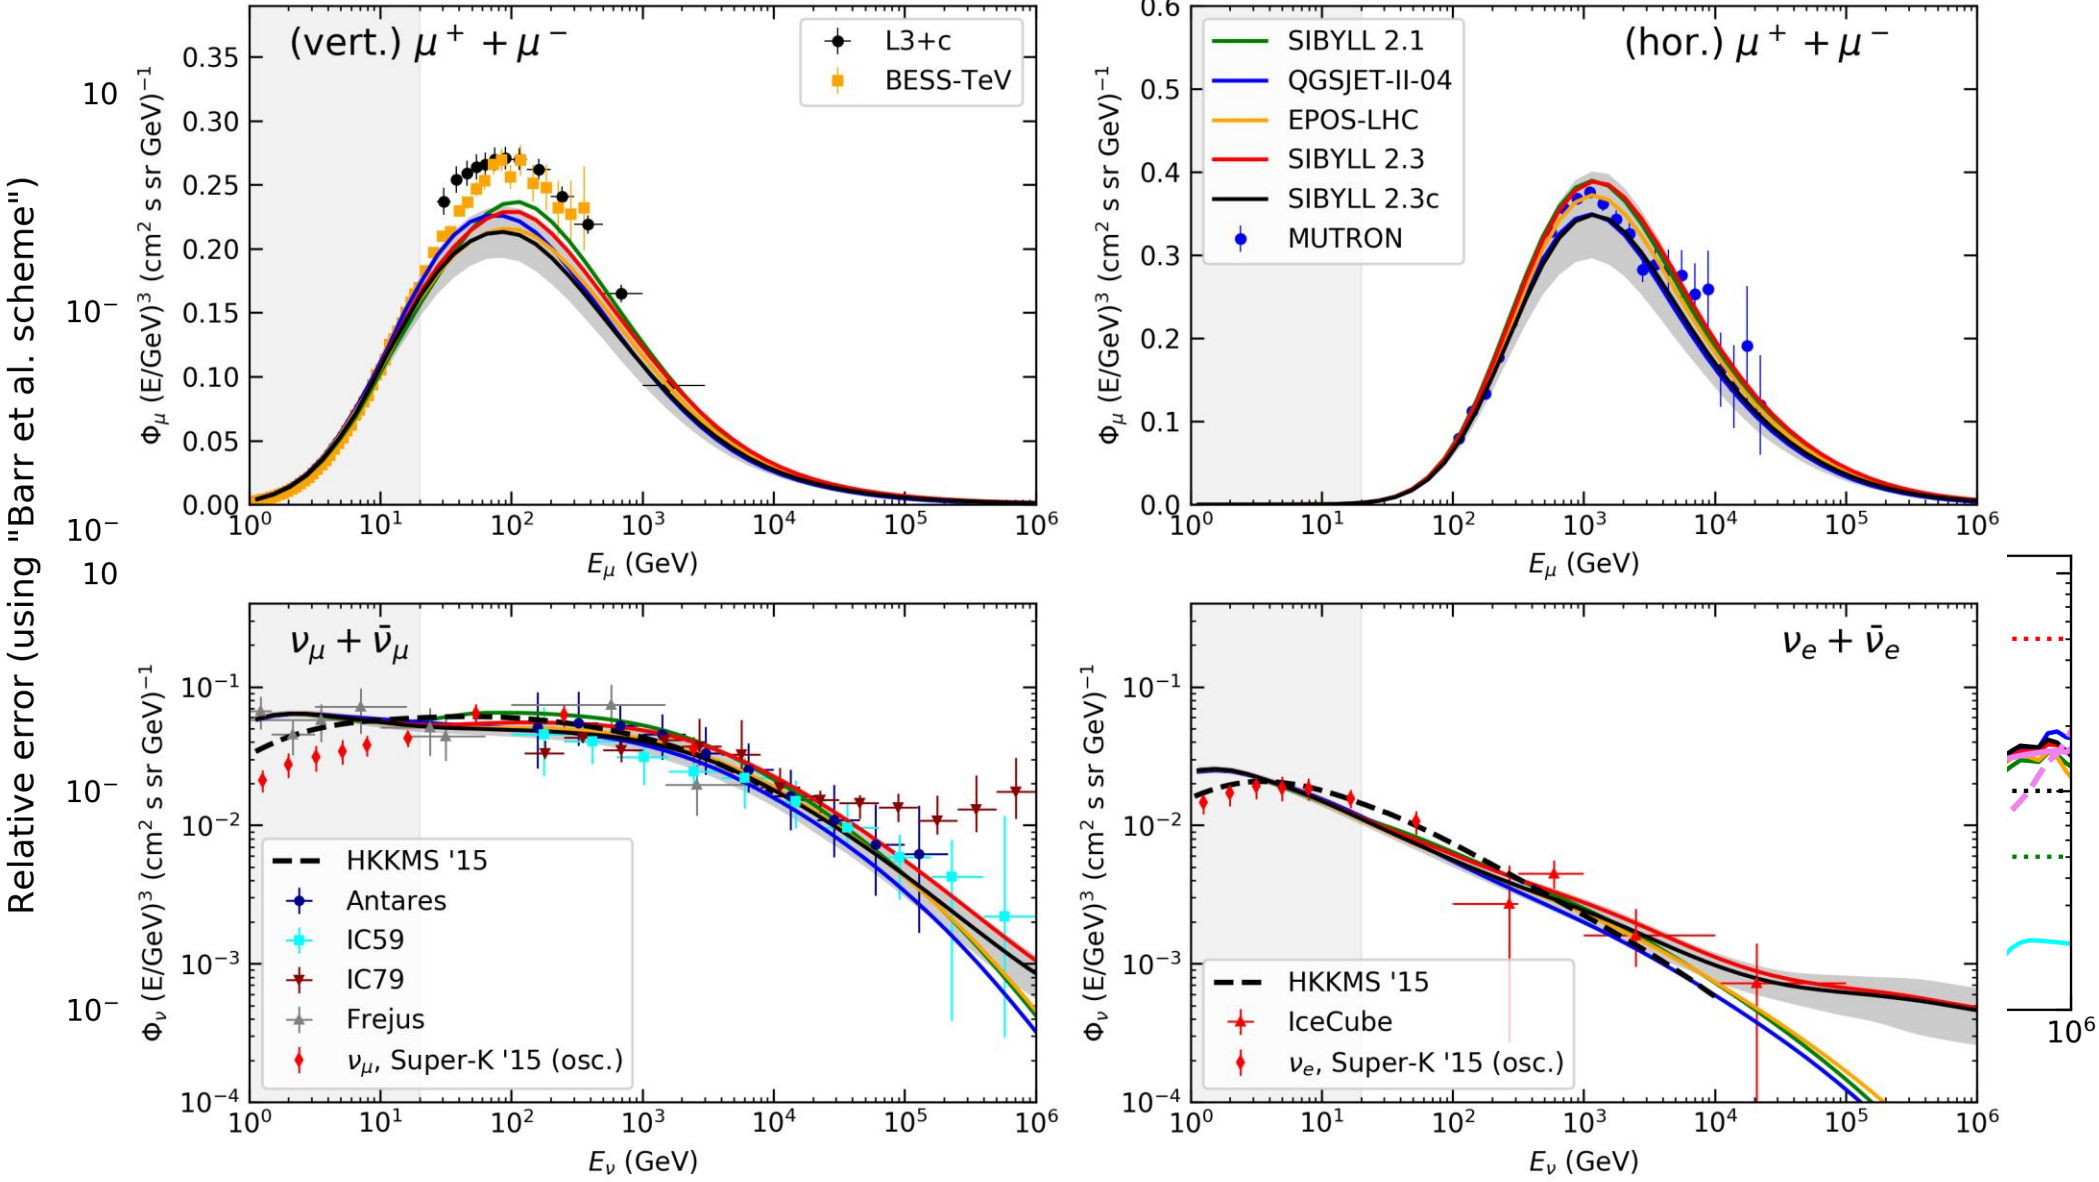 Relative error (using "Barr et al. scheme")
10
10⁻
10⁻
10
10⁻
10⁻
(vert.) μ⁺ + μ⁻
L3+c
BESS-TeV
Φμ (E/GeV)³ (cm² s sr GeV)⁻¹
0.35
0.30
0.25
0.20
0.15
0.10
0.05
0.00
10⁰ 10¹ 10² 10³ 10⁴ 10⁵ 10⁶
Eμ (GeV)
(hor.) μ⁺ + μ⁻
SIBYLL 2.1
QGSJET-II-04
EPOS-LHC
SIBYLL 2.3
SIBYLL 2.3c
MUTRON
Φμ (E/GeV)³ (cm² s sr GeV)⁻¹
0.6
0.5
0.4
0.3
0.2
0.1
0.0
10⁰ 10¹ 10² 10³ 10⁴ 10⁵ 10⁶
Eμ (GeV)
νμ + ν̄μ
Φν (E/GeV)³ (cm² s sr GeV)⁻¹
10⁻¹
10⁻²
10⁻³
10⁻⁴
HKKMS '15
Antares
IC59
IC79
Frejus
νμ, Super-K '15 (osc.)
10⁰ 10¹ 10² 10³ 10⁴ 10⁵ 10⁶
Eν (GeV)
νe + ν̄e
Φν (E/GeV)³ (cm² s sr GeV)⁻¹
10⁻¹
10⁻²
10⁻³
10⁻⁴
HKKMS '15
IceCube
νe, Super-K '15 (osc.)
10⁰ 10¹ 10² 10³ 10⁴ 10⁵ 10⁶
Eν (GeV)
10⁶